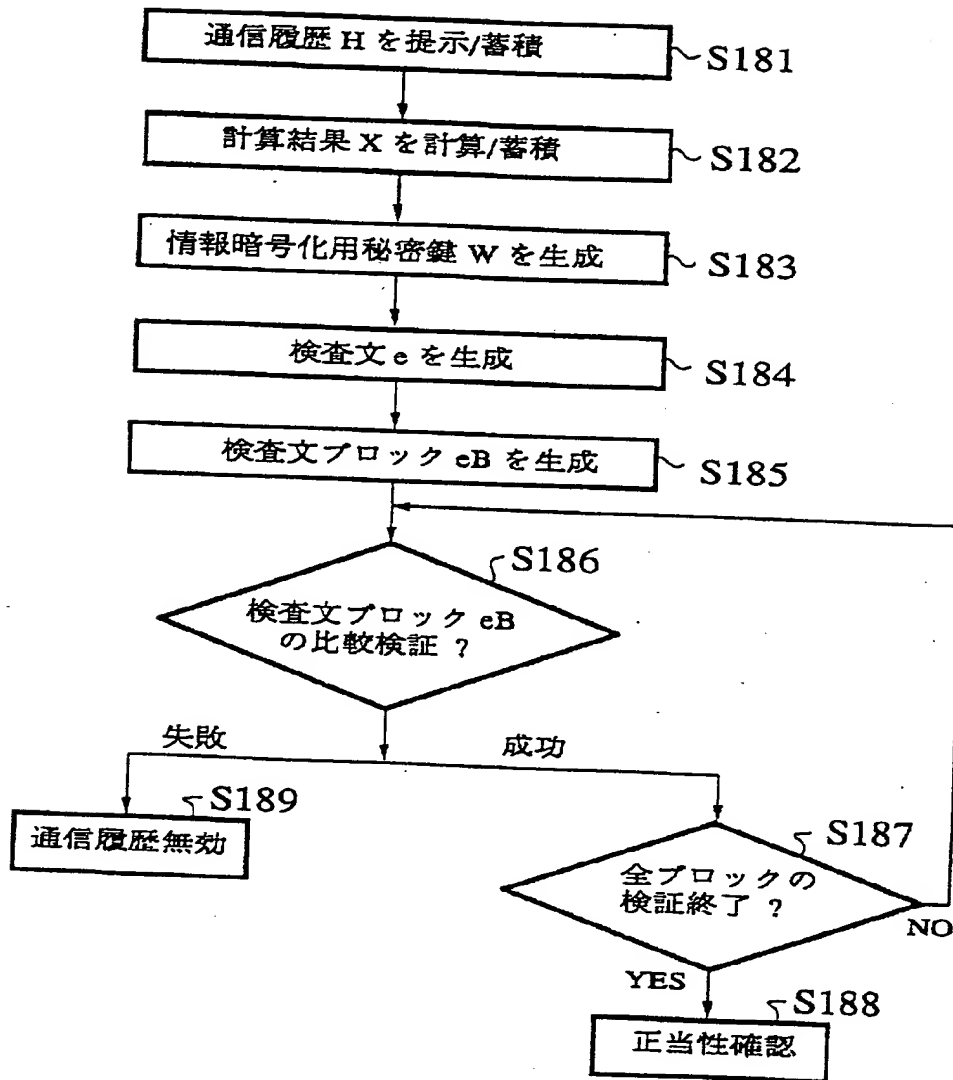 通信履歴 H を提示/蓄積
S181
計算結果 X を計算/蓄積
S182
情報暗号化用秘密鍵 W を生成
S183
検査文 e を生成
S184
検査文ブロック eB を生成
S185
S186
検査文ブロック eB
の比較検証 ?
失敗
成功
S189
通信履歴無効
S187
全ブロックの
検証終了 ?
NO
YES
S188
正当性確認